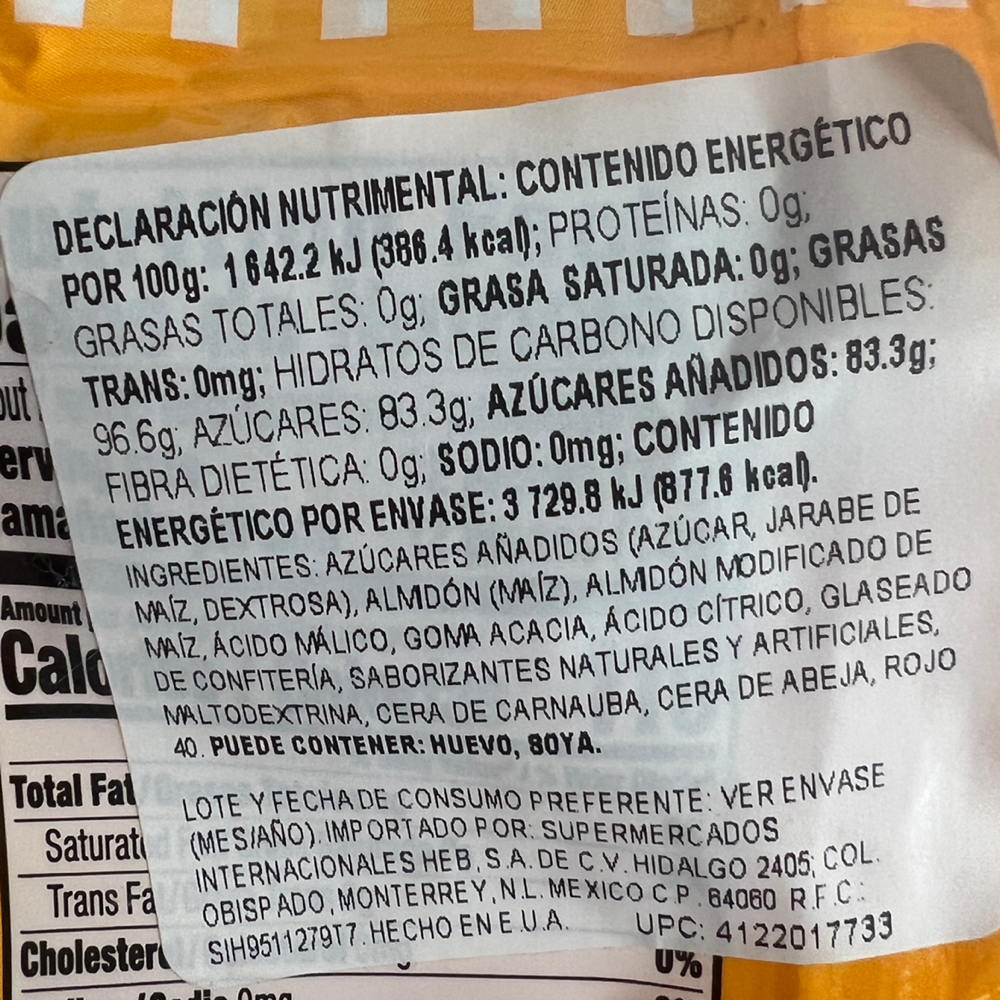 DECLARACIÓN NUTRIMENTAL: CONTENIDO ENERGÉTICO
POR 100g: 1 642.2 kJ (386.4 kcal); PROTEÍNAS: 0g;
GRASAS TOTALES: 0g; GRASA SATURADA: 0g; GRASAS
TRANS: 0mg; HIDRATOS DE CARBONO DISPONIBLES:
96.6g; AZÚCARES: 83.3g; AZÚCARES AÑADIDOS: 83.3g;
FIBRA DIETÉTICA: 0g; SODIO: 0mg; CONTENIDO
ENERGÉTICO POR ENVASE: 3 729.8 kJ (877.6 kcal).
INGREDIENTES: AZÚCARES AÑADIDOS (AZÚCAR, JARABE DE
MAÍZ, DEXTROSA), ALMIDÓN (MAÍZ), ALMIDÓN MODIFICADO DE
MAÍZ, ÁCIDO MÁLICO, GOMA ACACIA, ÁCIDO CÍTRICO, GLASEADO
DE CONFITERÍA, SABORIZANTES NATURALES Y ARTIFICIALES,
MALTODEXTRINA, CERA DE CARNAUBA, CERA DE ABEJA, ROJO
40. PUEDE CONTENER: HUEVO, SOYA.
LOTE Y FECHA DE CONSUMO PREFERENTE: VER ENVASE
(MES/AÑO). IMPORTADO POR: SUPERMERCADOS
INTERNACIONALES HEB, S.A. DE C.V. HIDALGO 2405; COL.
OBISPADO, MONTERREY, N.L. MEXICO C.P. 64060 R.F.C.:
SIH9511279T7. HECHO EN E.U.A. UPC: 4122017733
Amount
Calo
Total Fat
Saturat
Trans Fa
Cholester
0%
0mg